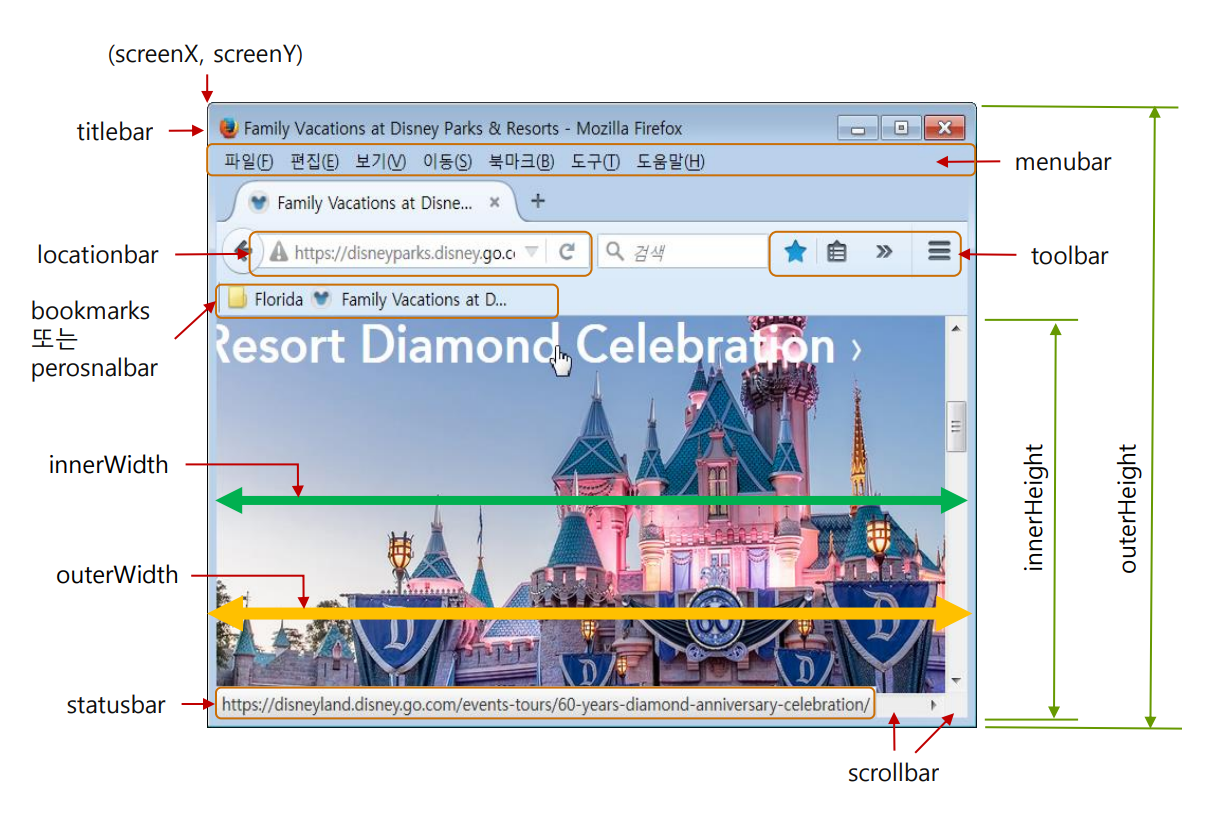 (screenX, screenY)
titlebar
Family Vacations at Disney Parks & Resorts - Mozilla Firefox
파일(F) 편집(E) 보기(V) 이동(S) 북마크(B) 도구(T) 도움말(H)
menubar
Family Vacations at Disne...
locationbar
https://disneyparks.disney.go.c
검색
toolbar
bookmarks
또는
perosnalbar
Florida
Family Vacations at D...
Resort Diamond Celebration ›
innerWidth
innerHeight
outerHeight
outerWidth
D
60
D
D
D
statusbar
https://disneyland.disney.go.com/events-tours/60-years-diamond-anniversary-celebration/
scrollbar